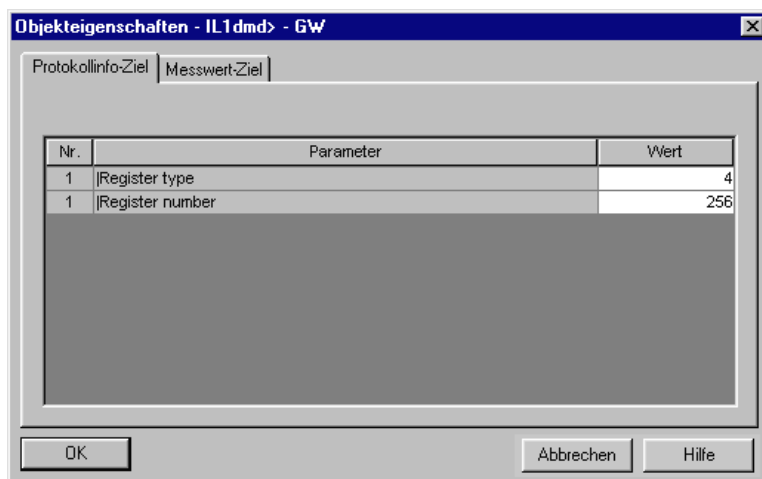 Objekteigenschaften - IL1dmd> - GW
Protokollinfo-Ziel Messwert-Ziel
Nr. Parameter Wert
1 |Register type 4
1 |Register number 256
OK Abbrechen Hilfe